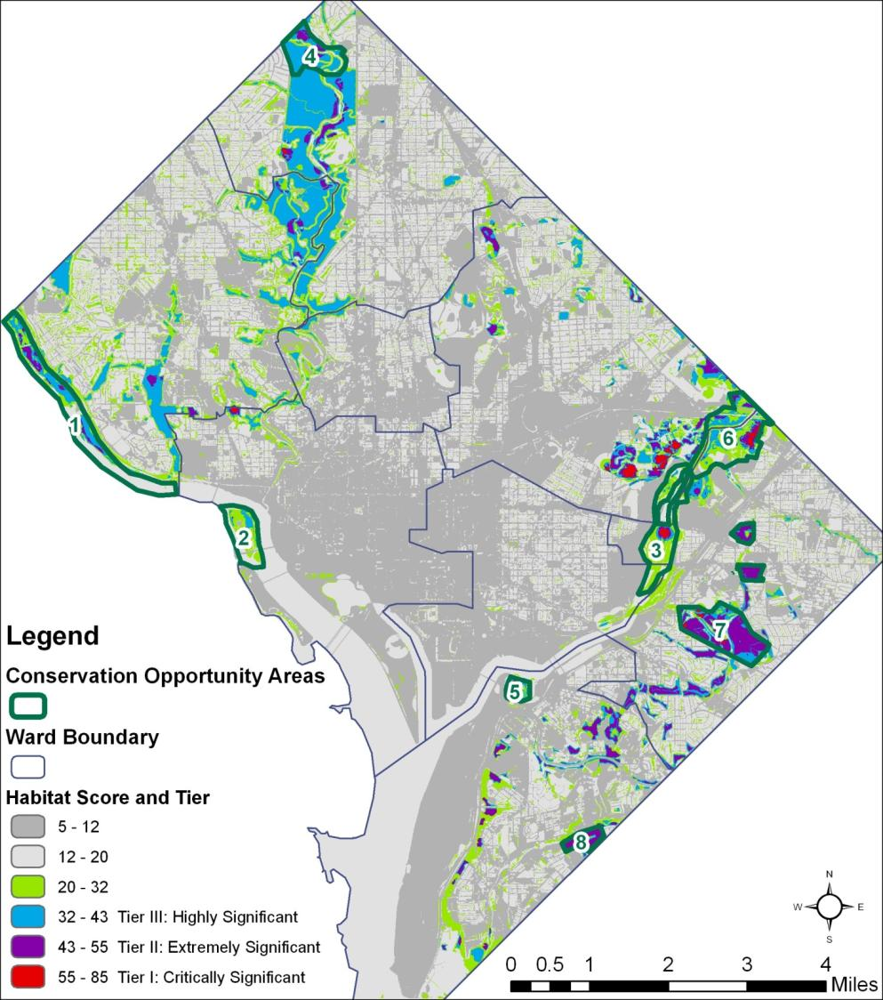 4
1
6
2
3
7
5
8
Legend
Conservation Opportunity Areas
Ward Boundary
Habitat Score and Tier
5 - 12
12 - 20
20 - 32
32 - 43 Tier III: Highly Significant
43 - 55 Tier II: Extremely Significant
55 - 85 Tier I: Critically Significant
N
W E
S
0 0.5 1 2 3 4
Miles